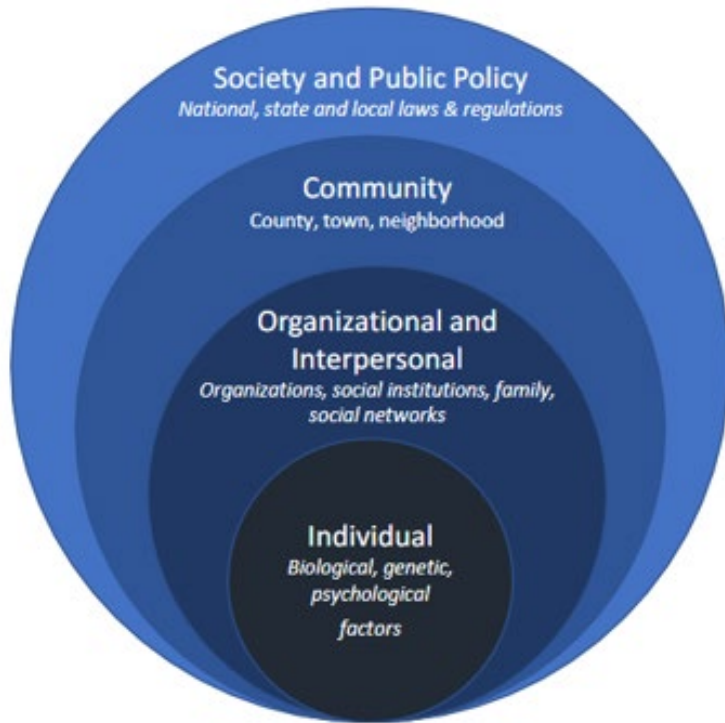 Society and Public Policy
National, state and local laws & regulations
Community
County, town, neighborhood
Organizational and
Interpersonal
Organizations, social institutions, family,
social networks
Individual
Biological, genetic,
psychological
factors